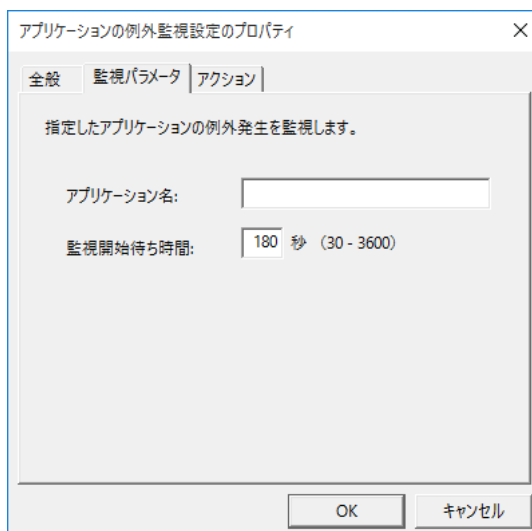 アプリケーションの例外監視設定のプロパティ
全般 監視パラメータ アクション
指定したアプリケーションの例外発生を監視します。
アプリケーション名:
監視開始待ち時間: 180 秒 (30 - 3600)
OK キャンセル